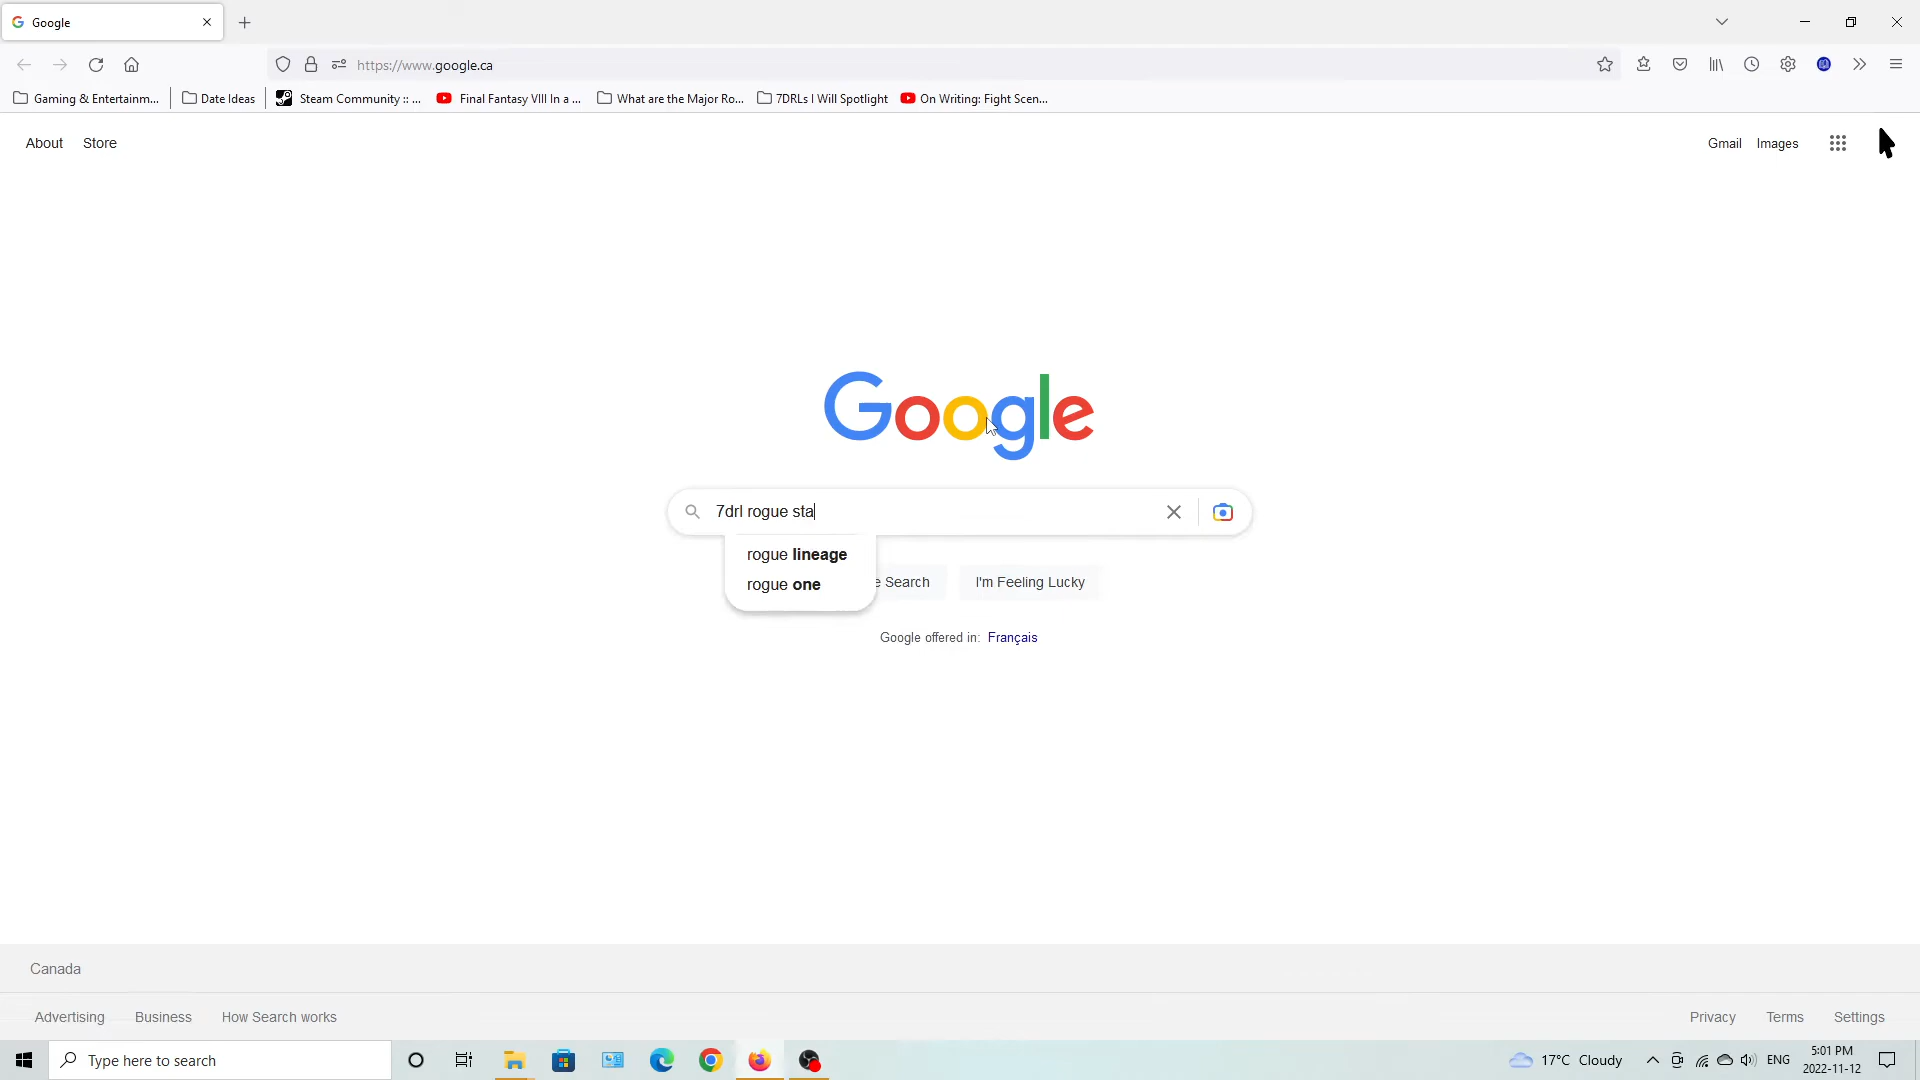 Google
https://www.google.ca
Gaming & Entertainm... Date Ideas Steam Community :: ... Final Fantasy VIII In a ... What are the Major Ro... 7DRLs I Will Spotlight On Writing: Fight Scen...
About Store Gmail Images
Google
7drl rogue sta
rogue lineage
rogue one
e Search I'm Feeling Lucky
Google offered in: Français
Canada
Advertising Business How Search works Privacy Terms Settings
Type here to search 17°C Cloudy ENG 5:01 PM
2022-11-12